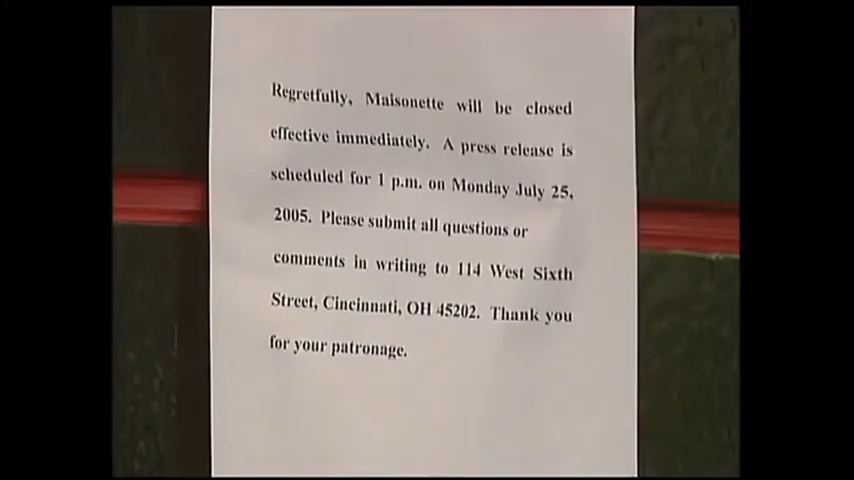 Regretfully, Maisonette will be closed
effective immediately. A press release is
scheduled for 1 p.m. on Monday July 25,
2005. Please submit all questions or
comments in writing to 114 West Sixth
Street, Cincinnati, OH 45202. Thank you
for your patronage.